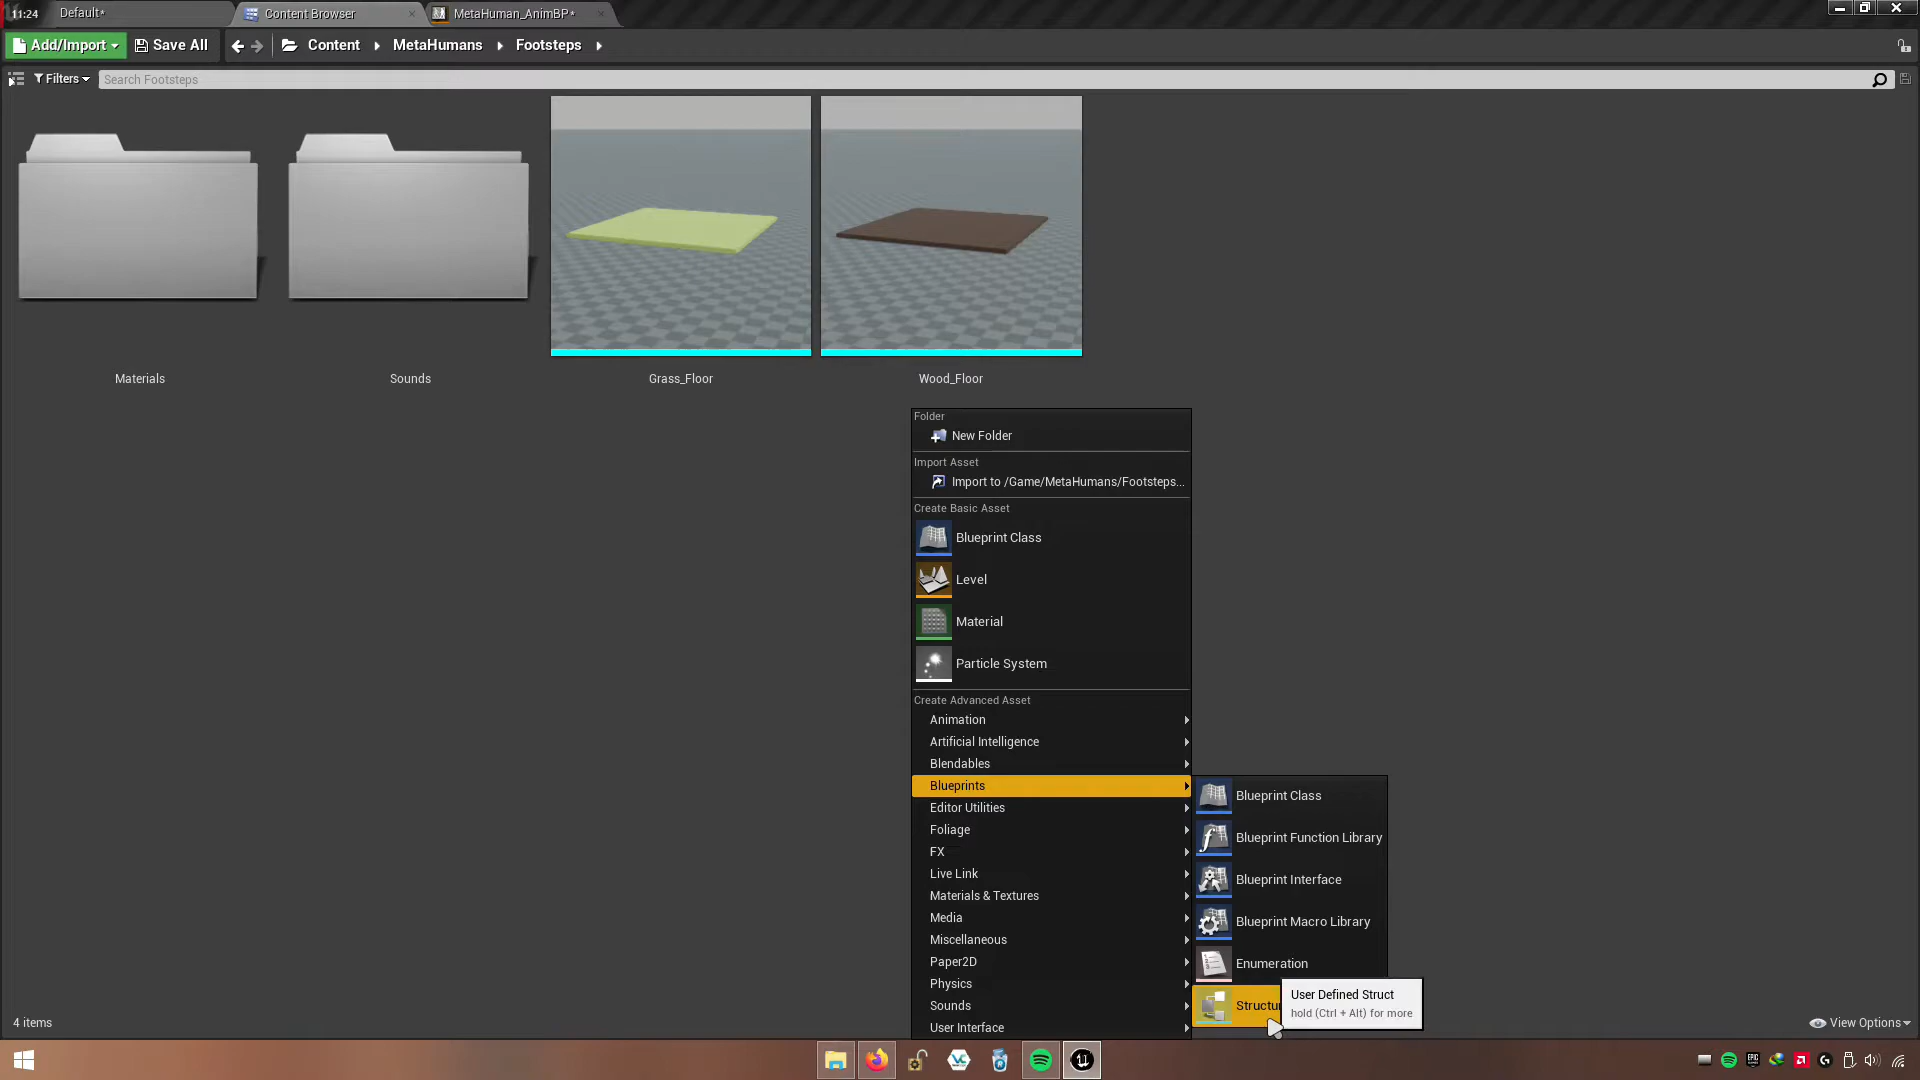 11:24
Default*
Content Browser
MetaHuman_AnimBP*
Add/Import
Save All
Content
MetaHumans
Footsteps
Filters
Search Footsteps
Materials
Sounds
Grass_Floor
Wood_Floor
Folder
New Folder
Import Asset
Import to /Game/MetaHumans/Footsteps...
Create Basic Asset
Blueprint Class
Level
Material
Particle System
Create Advanced Asset
Animation
Artificial Intelligence
Blendables
Blueprints
Editor Utilities
Foliage
FX
Live Link
Materials & Textures
Media
Miscellaneous
Paper2D
Physics
Sounds
User Interface
Blueprint Class
Blueprint Function Library
Blueprint Interface
Blueprint Macro Library
Enumeration
Structu
User Defined Struct
hold (Ctrl + Alt) for more
4 items
View Options